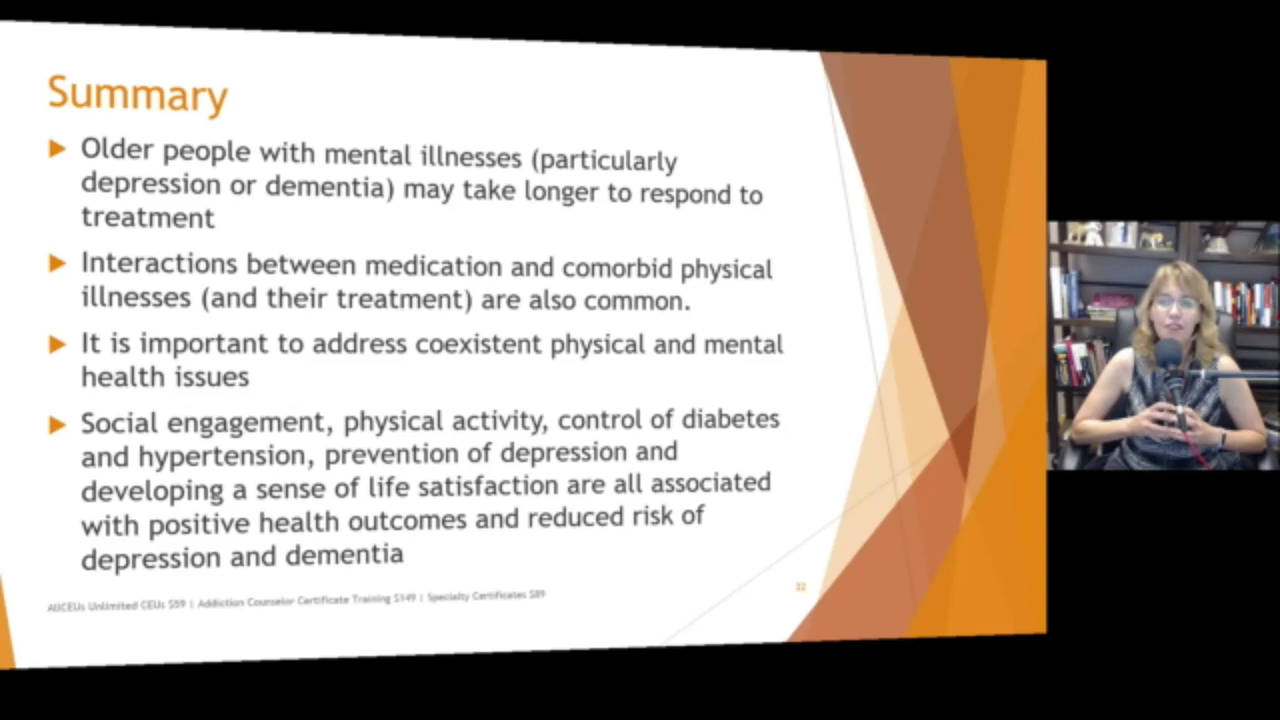 Summary
Older people with mental illnesses (particularly
depression or dementia) may take longer to respond to
treatment
Interactions between medication and comorbid physical
illnesses (and their treatment) are also common.
It is important to address coexistent physical and mental
health issues
Social engagement, physical activity, control of diabetes
and hypertension, prevention of depression and
developing a sense of life satisfaction are all associated
with positive health outcomes and reduced risk of
depression and dementia
AllCEUs Unlimited CEUs $59 | Addiction Counselor Certificate Training $149 | Specialty Certificates $89
22